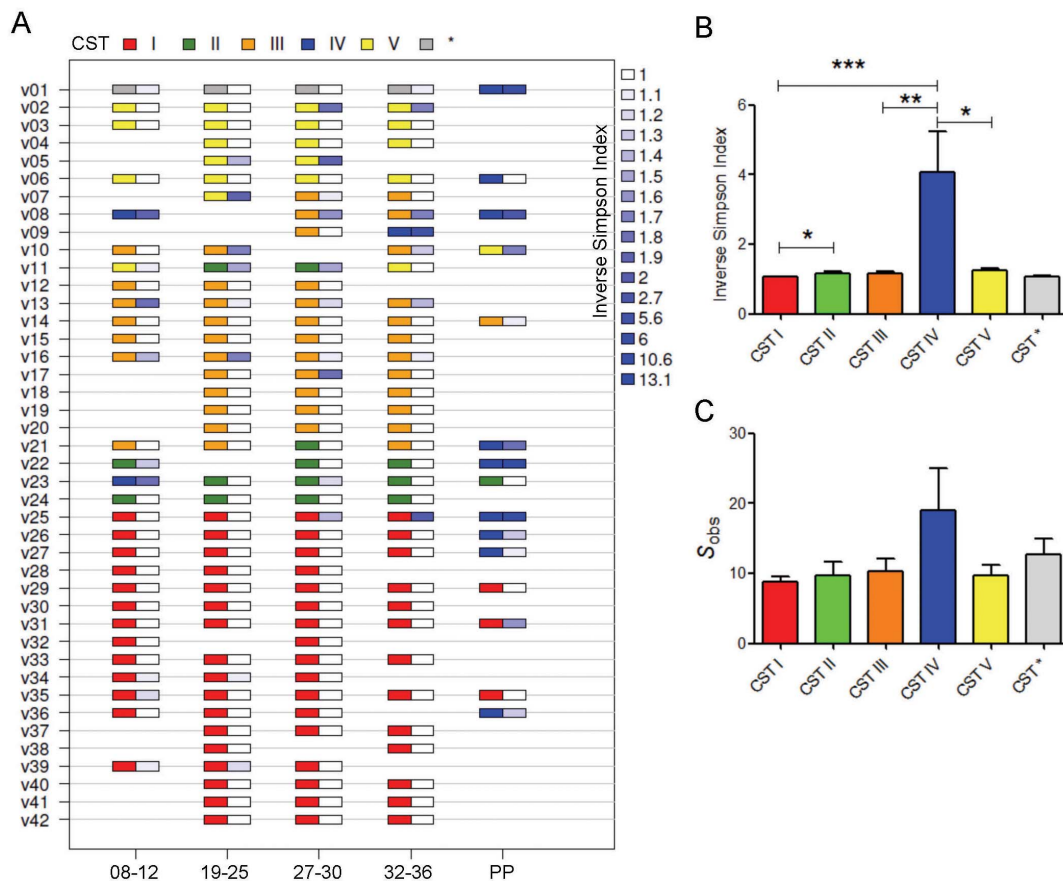 A
CST I II III IV V *
v01
v02
v03
v04
v05
v06
v07
v08
v09
v10
v11
v12
v13
v14
v15
v16
v17
v18
v19
v20
v21
v22
v23
v24
v25
v26
v27
v28
v29
v30
v31
v32
v33
v34
v35
v36
v37
v38
v39
v40
v41
v42
08-12 19-25 27-30 32-36 PP
Inverse Simpson Index
1
1.1
1.2
1.3
1.4
1.5
1.6
1.7
1.8
1.9
2
2.7
5.6
6
10.6
13.1
B
***
** *
*
Inverse Simpson Index
6
4
2
0
CST I CST II CST III CST IV CST V CST *
C
Sobs
30
20
10
0
CST I CST II CST III CST IV CST V CST *